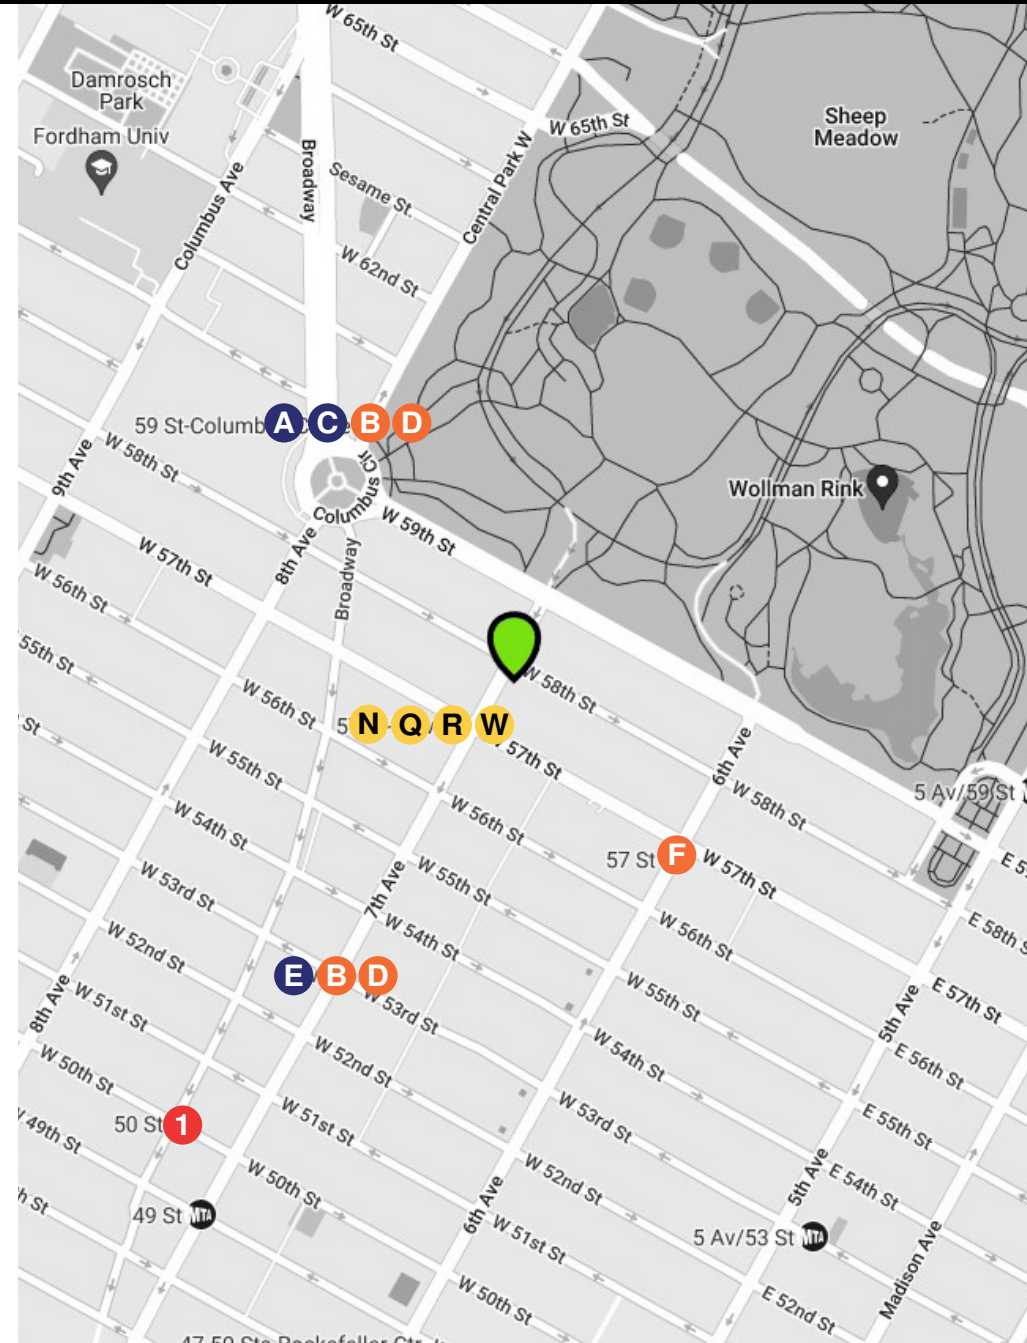 W 65th St
Damrosch
Park
Fordham Univ
Broadway
Columbus Ave
Sesame St.
W 62nd St
Central Park W
W 65th St
Sheep
Meadow
59 St-Columb
A
C
B
D
9th Ave
W 58th St
Columbus Cir
W 59th St
Wollman Rink
8th Ave
Broadway
W 57th St
W 56th St
55th St
St
W 56th St
N
Q
R
W
W 58th St
57th St
6th Ave
W 58th St
5 Av/59 St
W 55th St
W 54th St
W 56th St
57 St
F
W 57th St
W 53rd St
7th Ave
W 55th St
W 54th St
W 56th St
E 58th S
W 52nd St
E
B
D
W 53rd St
W 55th St
5th Ave
E 57th St
8th Ave
W 51st St
W 50th St
W 52nd St
W 54th St
E 56th St
50 St
1
49th St
W 51st St
W 53rd St
E 55th St
W 50th St
W 52nd St
5th Ave
E 54th St
49 St
MTA
6th Ave
W 51st St
5 Av/53 St
MTA
Madison Ave
W 50th St
E 52nd St